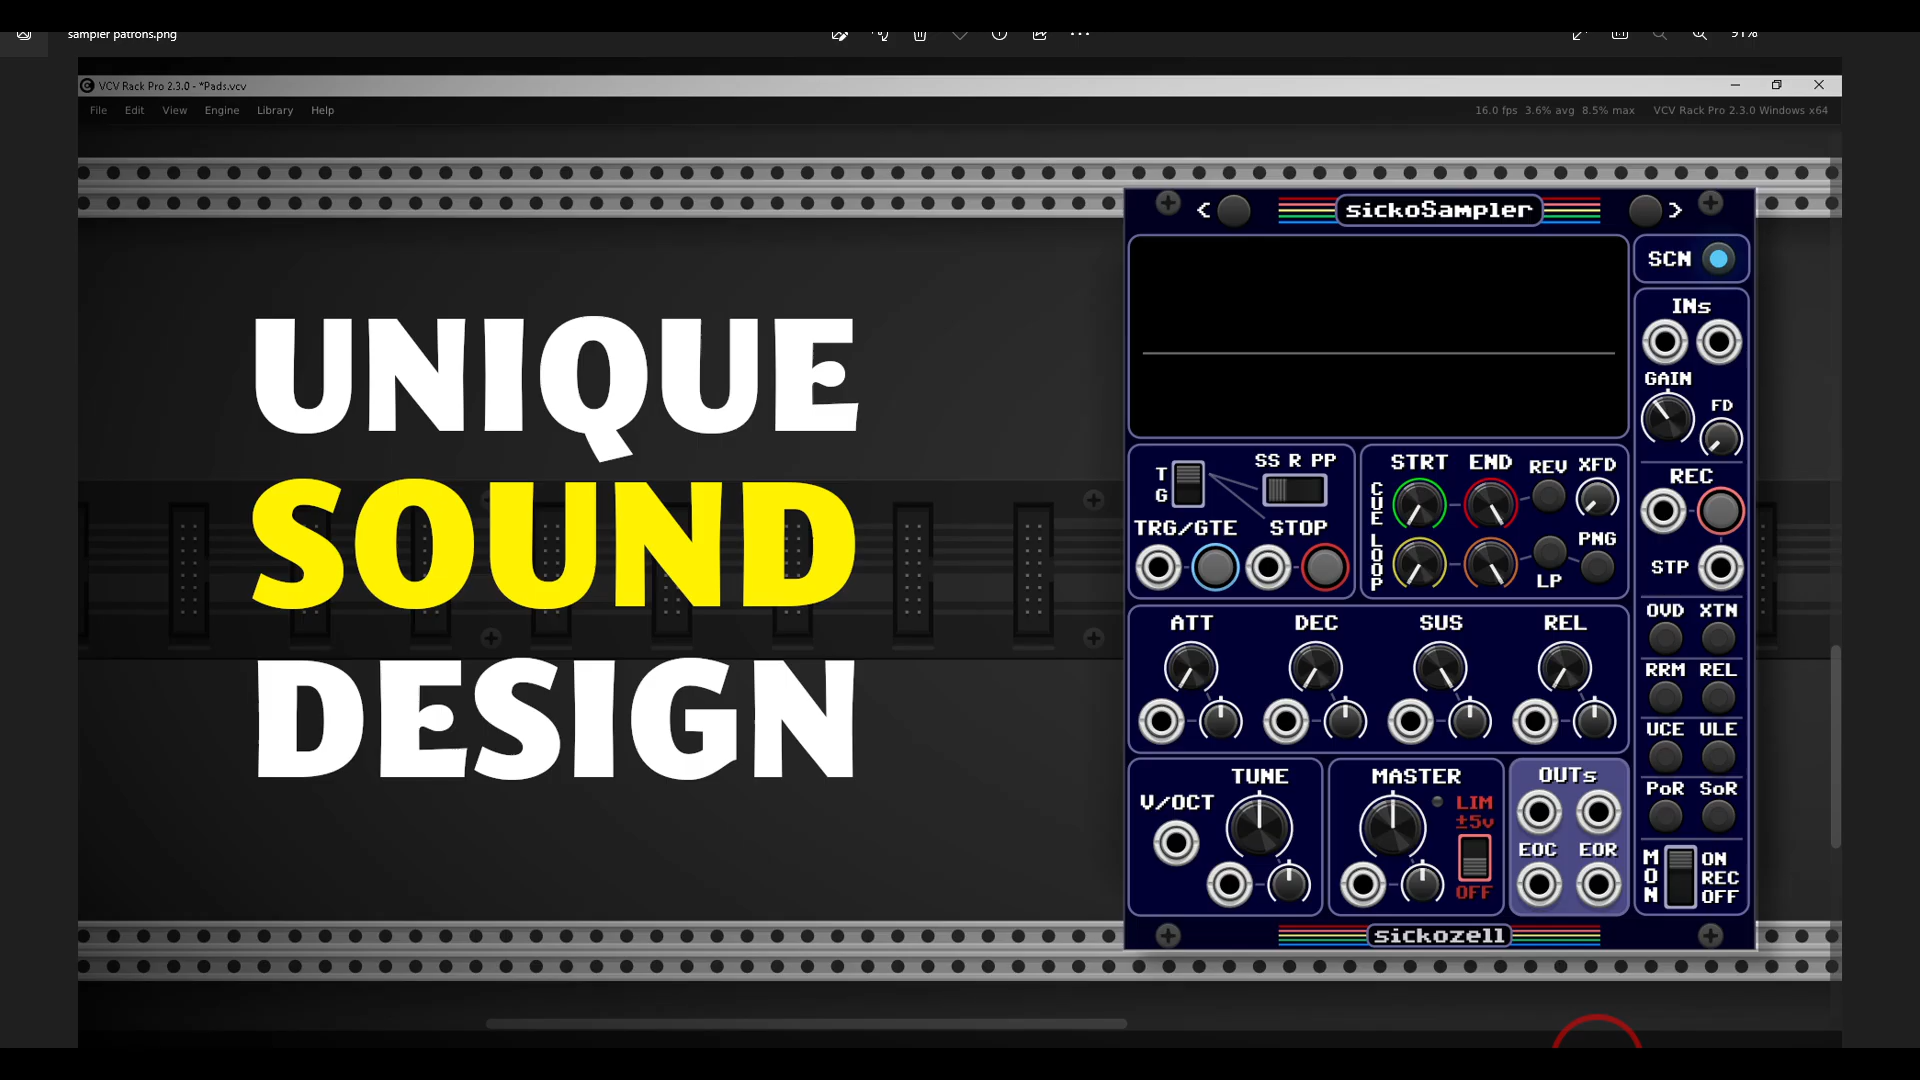 sampler patrons.png
91%
VCV Rack Pro 2.3.0 - *Pads.vcv
File Edit View Engine Library Help
16.0 fps 3.6% avg 8.5% max VCV Rack Pro 2.3.0 Windows x64
UNIQUE
SOUND
DESIGN
< sickoSampler >
SCN
INs
GAIN
FD
REC
STP
OVD XTN
RRM REL
UCE ULE
PoR SoR
MON
ON
REC
OFF
T
G
SS R PP
TRG/GTE STOP
CUE
STRT END REV XFD
LOOP
LP
PNG
ATT DEC SUS REL
V/OCT
TUNE
MASTER
LIM
±5v
OFF
OUTs
EOC EOR
sickozell